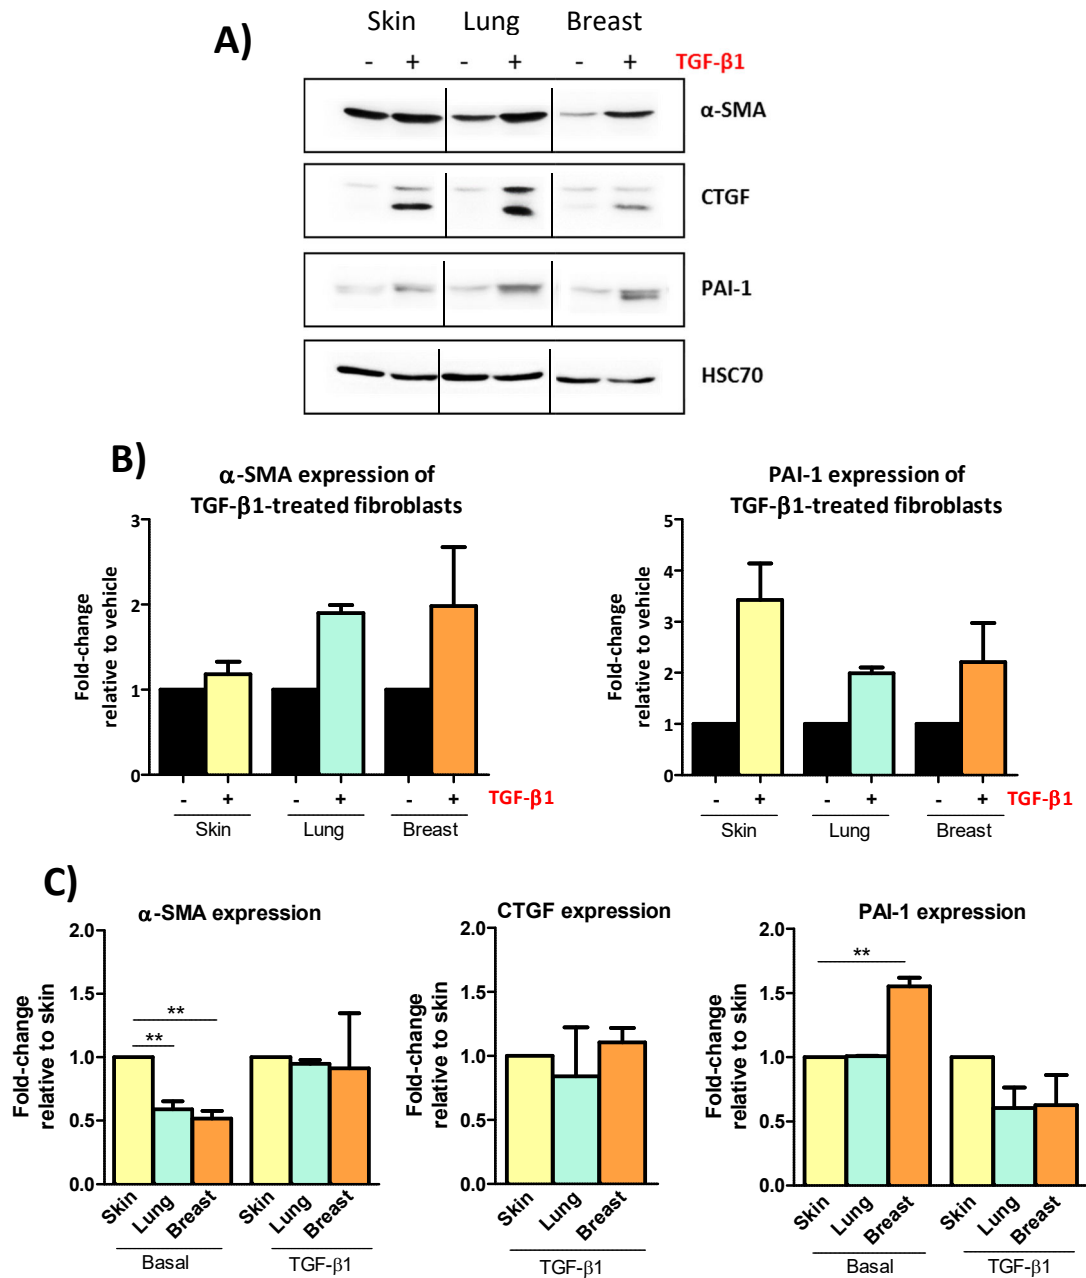 A)
Skin Lung Breast
- + - + - + TGF-β1
α-SMA
CTGF
PAI-1
HSC70
B)
α-SMA expression of
TGF-β1-treated fibroblasts
Fold-change
relative to vehicle
3
2
1
0
- + - + - + TGF-β1
Skin Lung Breast
PAI-1 expression of
TGF-β1-treated fibroblasts
Fold-change
relative to vehicle
5
4
3
2
1
0
- + - + - + TGF-β1
Skin Lung Breast
C)
α-SMA expression
Fold-change
relative to skin
2.0
1.5
1.0
0.5
0.0
**
**
Skin Lung Breast Skin Lung Breast
Basal TGF-β1
CTGF expression
Fold-change
relative to skin
2.0
1.5
1.0
0.5
0.0
Skin Lung Breast
TGF-β1
PAI-1 expression
Fold-change
relative to skin
2.0
1.5
1.0
0.5
0.0
**
Skin Lung Breast Skin Lung Breast
Basal TGF-β1